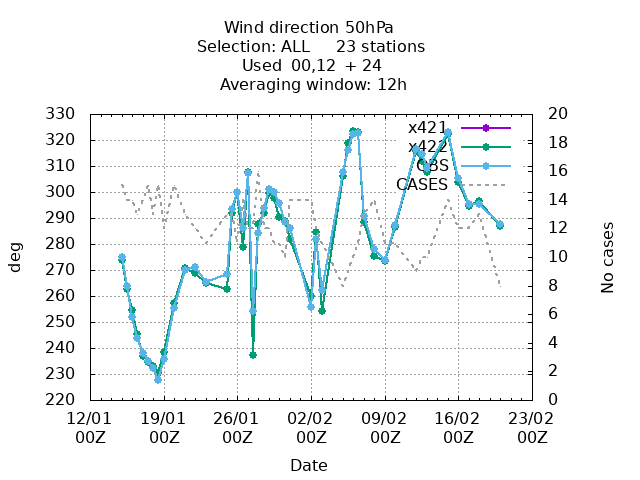 Wind direction 50hPa
Selection: ALL 23 stations
Used 00,12 + 24
Averaging window: 12h
330 20
320 18
310 16
300 14
290 12
280 10
270 8
260 6
250 4
240 2
230 0
220
x421
x422
OBS
CASES
deg
No cases
12/01 19/01 26/01 02/02 09/02 16/02 23/02
00Z 00Z 00Z 00Z 00Z 00Z 00Z
Date